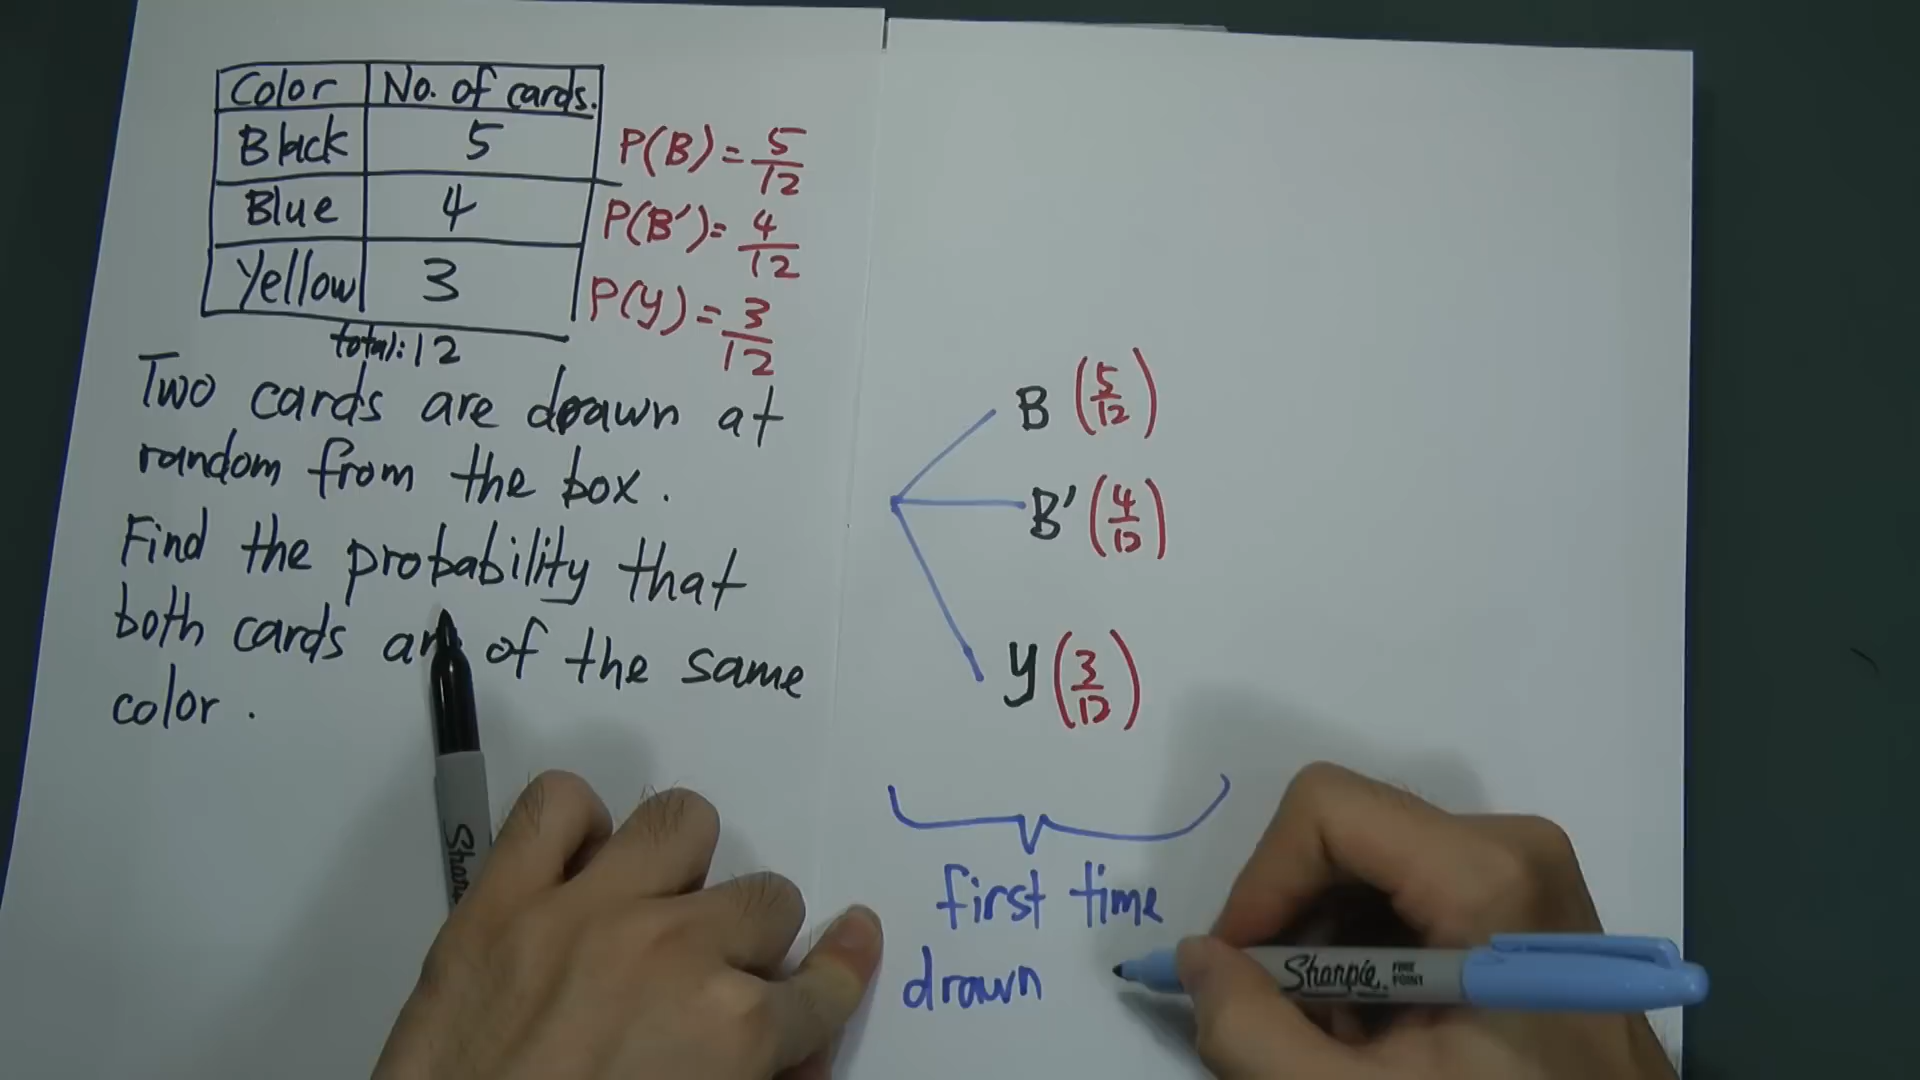 Color No. of cards.
Black 5
Blue 4
Yellow 3
total: 12
P(B) = 5/12
P(B') = 4/12
P(Y) = 3/12
Two cards are drawn at
random from the box.
Find the probability that
both cards are of the same
color.
B (5/12)
B' (4/12)
Y (3/12)
first time
drawn
Sharpie. FINE POINT